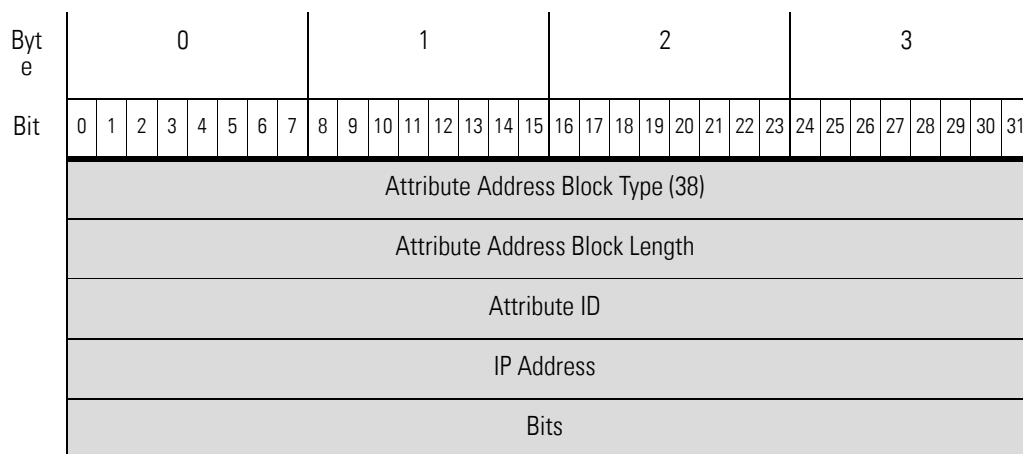 Byt
e 0 1 2 3
Bit 0 1 2 3 4 5 6 7 8 9 10 11 12 13 14 15 16 17 18 19 20 21 22 23 24 25 26 27 28 29 30 31
Attribute Address Block Type (38)
Attribute Address Block Length
Attribute ID
IP Address
Bits